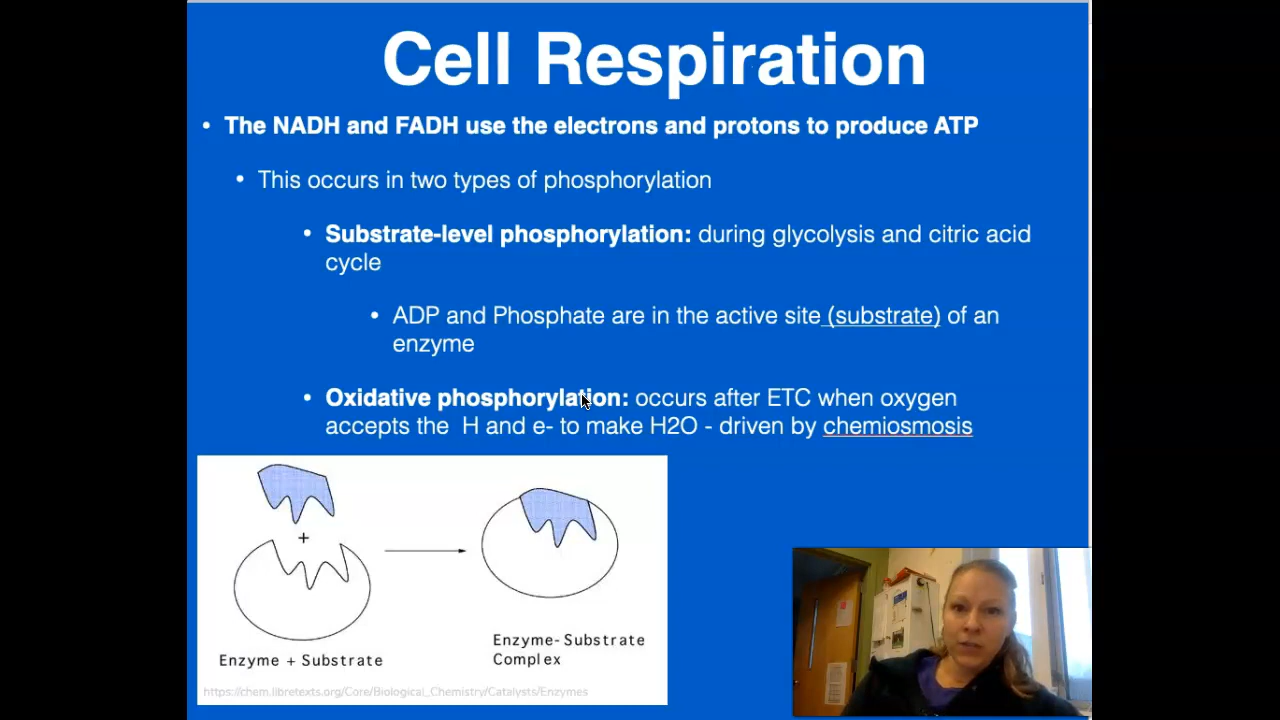 Cell Respiration
• The NADH and FADH use the electrons and protons to produce ATP
• This occurs in two types of phosphorylation
• Substrate-level phosphorylation: during glycolysis and citric acid
cycle
• ADP and Phosphate are in the active site (substrate) of an
enzyme
• Oxidative phosphorylation: occurs after ETC when oxygen
accepts the H and e- to make H2O - driven by chemiosmosis
+
Enzyme + Substrate
Enzyme-Substrate
Complex
https://chem.libretexts.org/Core/Biological_Chemistry/Catalysts/Enzymes